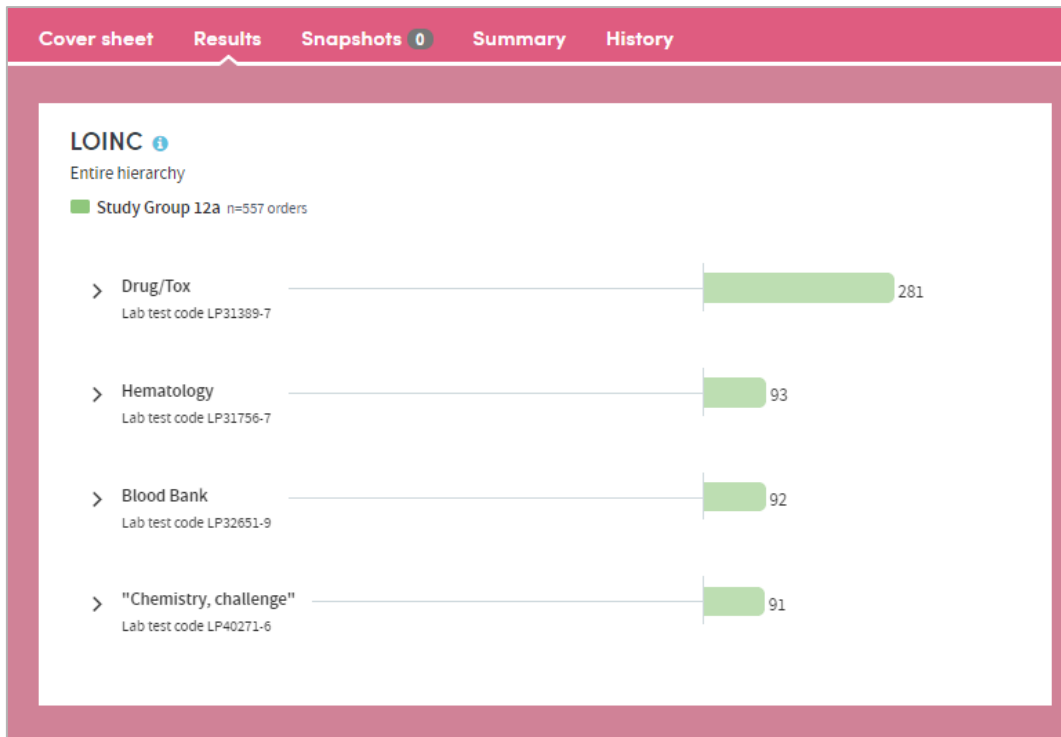 Cover sheet Results Snapshots 0 Summary History
LOINC
Entire hierarchy
Study Group 12a n=557 orders
Drug/Tox 281
Lab test code LP31389-7
Hematology 93
Lab test code LP31756-7
Blood Bank 92
Lab test code LP32651-9
"Chemistry, challenge" 91
Lab test code LP40271-6